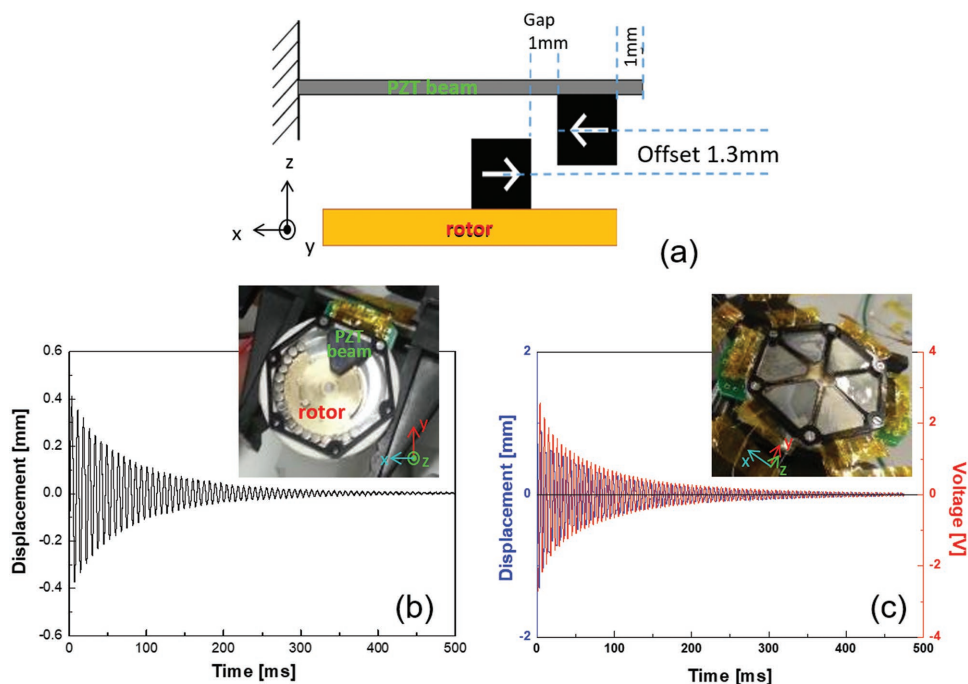 Gap
1mm
1mm
PZT beam
Offset 1.3mm
z
x
y
rotor
(a)
0.6
0.4
0.2
0.0
-0.2
-0.4
-0.6
Displacement [mm]
0
100
200
300
400
500
Time [ms]
PZT
beam
rotor
y
x
z
(b)
2
0
-2
Displacement [mm]
4
2
0
-2
-4
Voltage [V]
0
100
200
300
400
500
Time [ms]
y
x
z
(c)